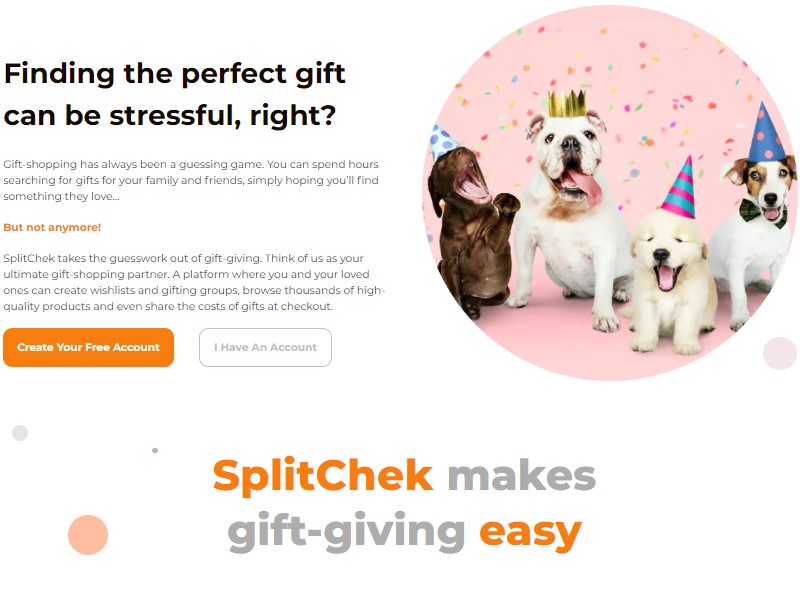 Finding the perfect gift
can be stressful, right?
Gift-shopping has always been a guessing game. You can spend hours
searching for gifts for your family and friends, simply hoping you'll find
something they love...
But not anymore!
SplitChek takes the guesswork out of gift-giving. Think of us as your
ultimate gift-shopping partner. A platform where you and your loved
ones can create wishlists and gifting groups, browse thousands of high-
quality products and even share the costs of gifts at checkout.
Create Your Free Account
I Have An Account
SplitChek makes
gift-giving easy